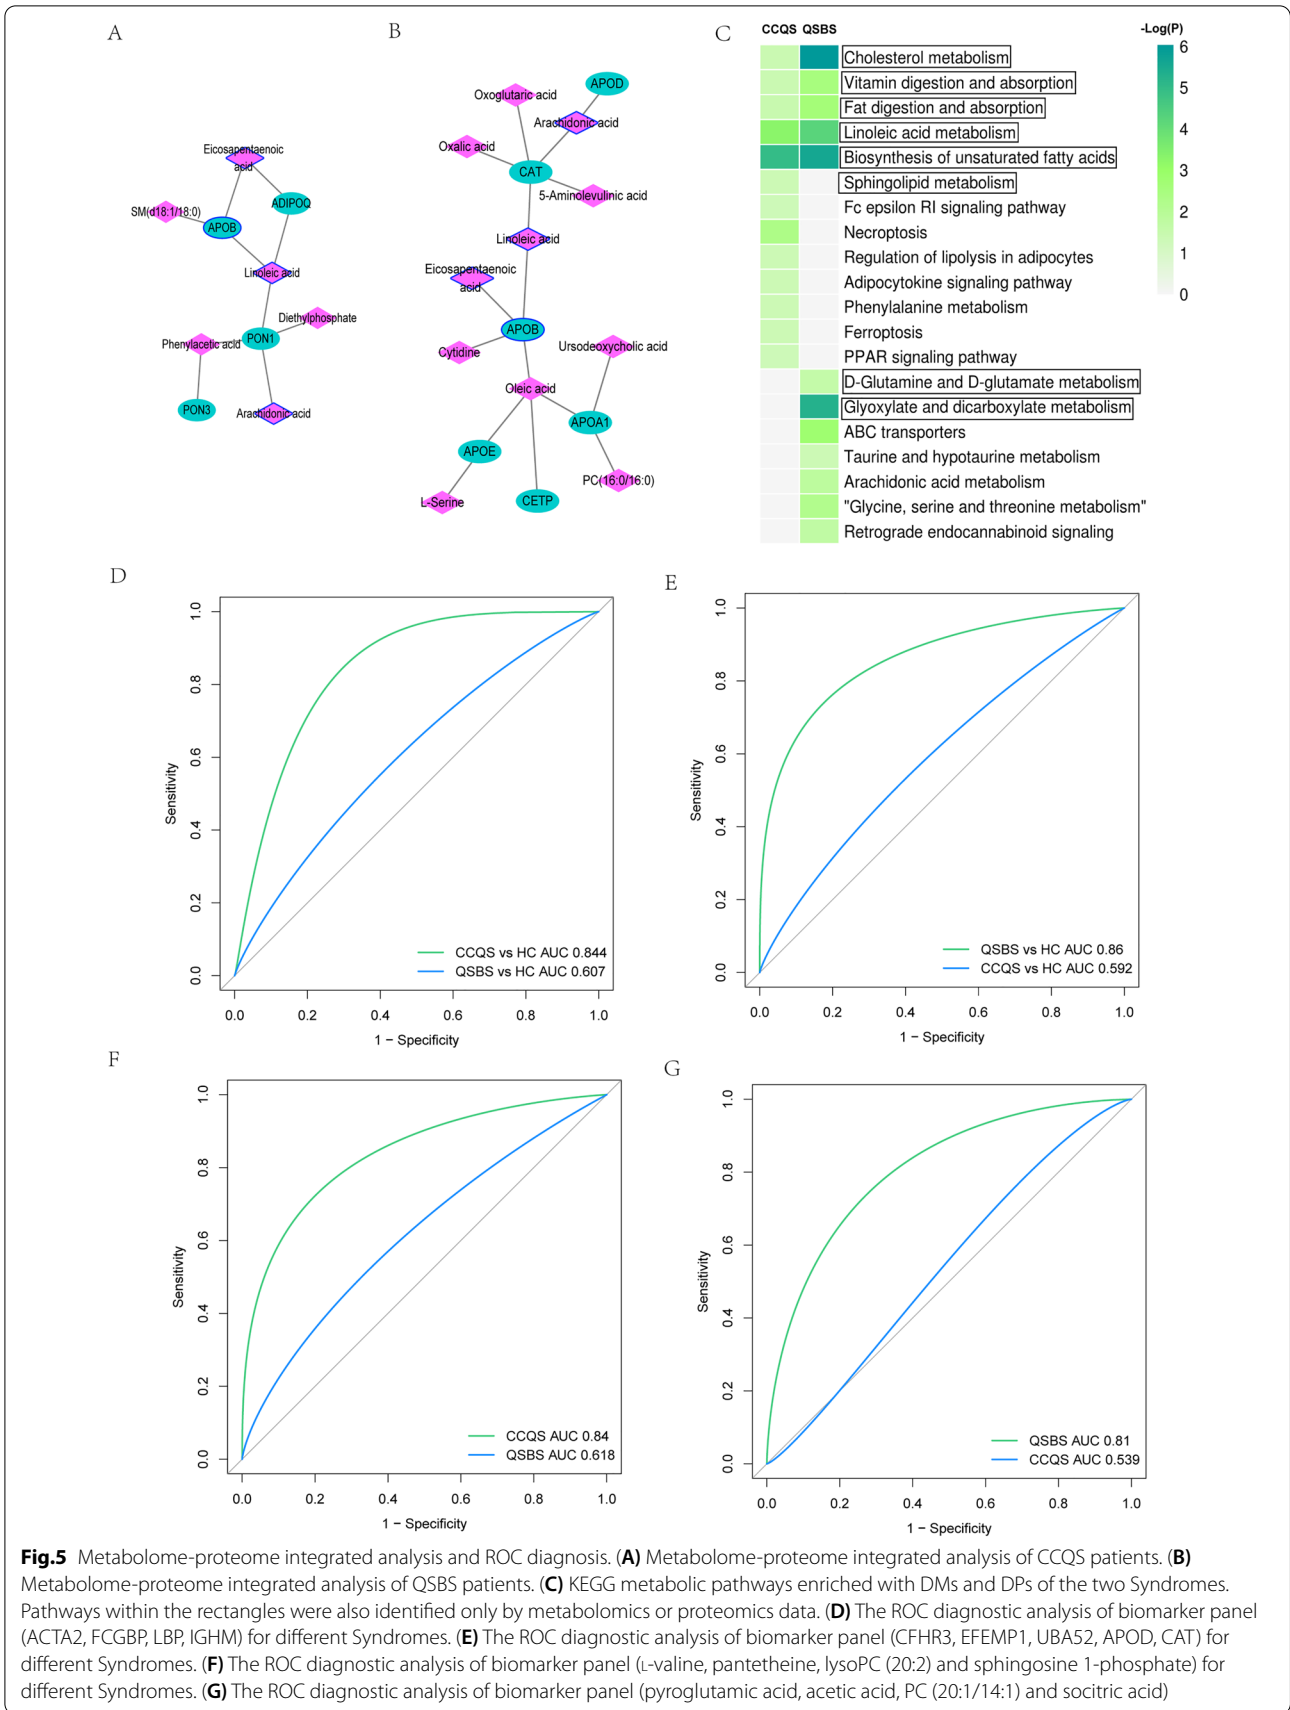 A
Eicosapentaenoic
acid
SM(d18:1/18:0)
ADIPOQ
APOB
Linoleic acid
Diethylphosphate
PON1
Phenylacetic acid
PON3
Arachidonic acid
B
APOD
Oxoglutaric acid
Arachidonic acid
Oxalic acid
CAT
5-Aminolevulinic acid
Linoleic acid
Eicosapentaenoic
acid
APOB
Cytidine
Ursodeoxycholic acid
Oleic acid
APOA1
APOE
PC(16:0/16:0)
L-Serine
CETP
C
CCQS QSBS
-Log(P)
Cholesterol metabolism
Vitamin digestion and absorption
Fat digestion and absorption
Linoleic acid metabolism
Biosynthesis of unsaturated fatty acids
Sphingolipid metabolism
Fc epsilon RI signaling pathway
Necroptosis
Regulation of lipolysis in adipocytes
Adipocytokine signaling pathway
Phenylalanine metabolism
Ferroptosis
PPAR signaling pathway
D-Glutamine and D-glutamate metabolism
Glyoxylate and dicarboxylate metabolism
ABC transporters
Taurine and hypotaurine metabolism
Arachidonic acid metabolism
"Glycine, serine and threonine metabolism"
Retrograde endocannabinoid signaling
6
5
4
3
2
1
0
D
Sensitivity
1.0
0.8
0.6
0.4
0.2
0.0
CCQS vs HC AUC 0.844
QSBS vs HC AUC 0.607
0.0 0.2 0.4 0.6 0.8 1.0
1 − Specificity
E
Sensitivity
1.0
0.8
0.6
0.4
0.2
0.0
QSBS vs HC AUC 0.86
CCQS vs HC AUC 0.592
0.0 0.2 0.4 0.6 0.8 1.0
1 − Specificity
F
Sensitivity
1.0
0.8
0.6
0.4
0.2
0.0
CCQS AUC 0.84
QSBS AUC 0.618
0.0 0.2 0.4 0.6 0.8 1.0
1 − Specificity
G
Sensitivity
1.0
0.8
0.6
0.4
0.2
0.0
QSBS AUC 0.81
CCQS AUC 0.539
0.0 0.2 0.4 0.6 0.8 1.0
1 − Specificity
Fig.5 Metabolome-proteome integrated analysis and ROC diagnosis. (A) Metabolome-proteome integrated analysis of CCQS patients. (B)
Metabolome-proteome integrated analysis of QSBS patients. (C) KEGG metabolic pathways enriched with DMs and DPs of the two Syndromes.
Pathways within the rectangles were also identified only by metabolomics or proteomics data. (D) The ROC diagnostic analysis of biomarker panel
(ACTA2, FCGBP, LBP, IGHM) for different Syndromes. (E) The ROC diagnostic analysis of biomarker panel (CFHR3, EFEMP1, UBA52, APOD, CAT) for
different Syndromes. (F) The ROC diagnostic analysis of biomarker panel (L-valine, pantetheine, lysoPC (20:2) and sphingosine 1-phosphate) for
different Syndromes. (G) The ROC diagnostic analysis of biomarker panel (pyroglutamic acid, acetic acid, PC (20:1/14:1) and socitric acid)